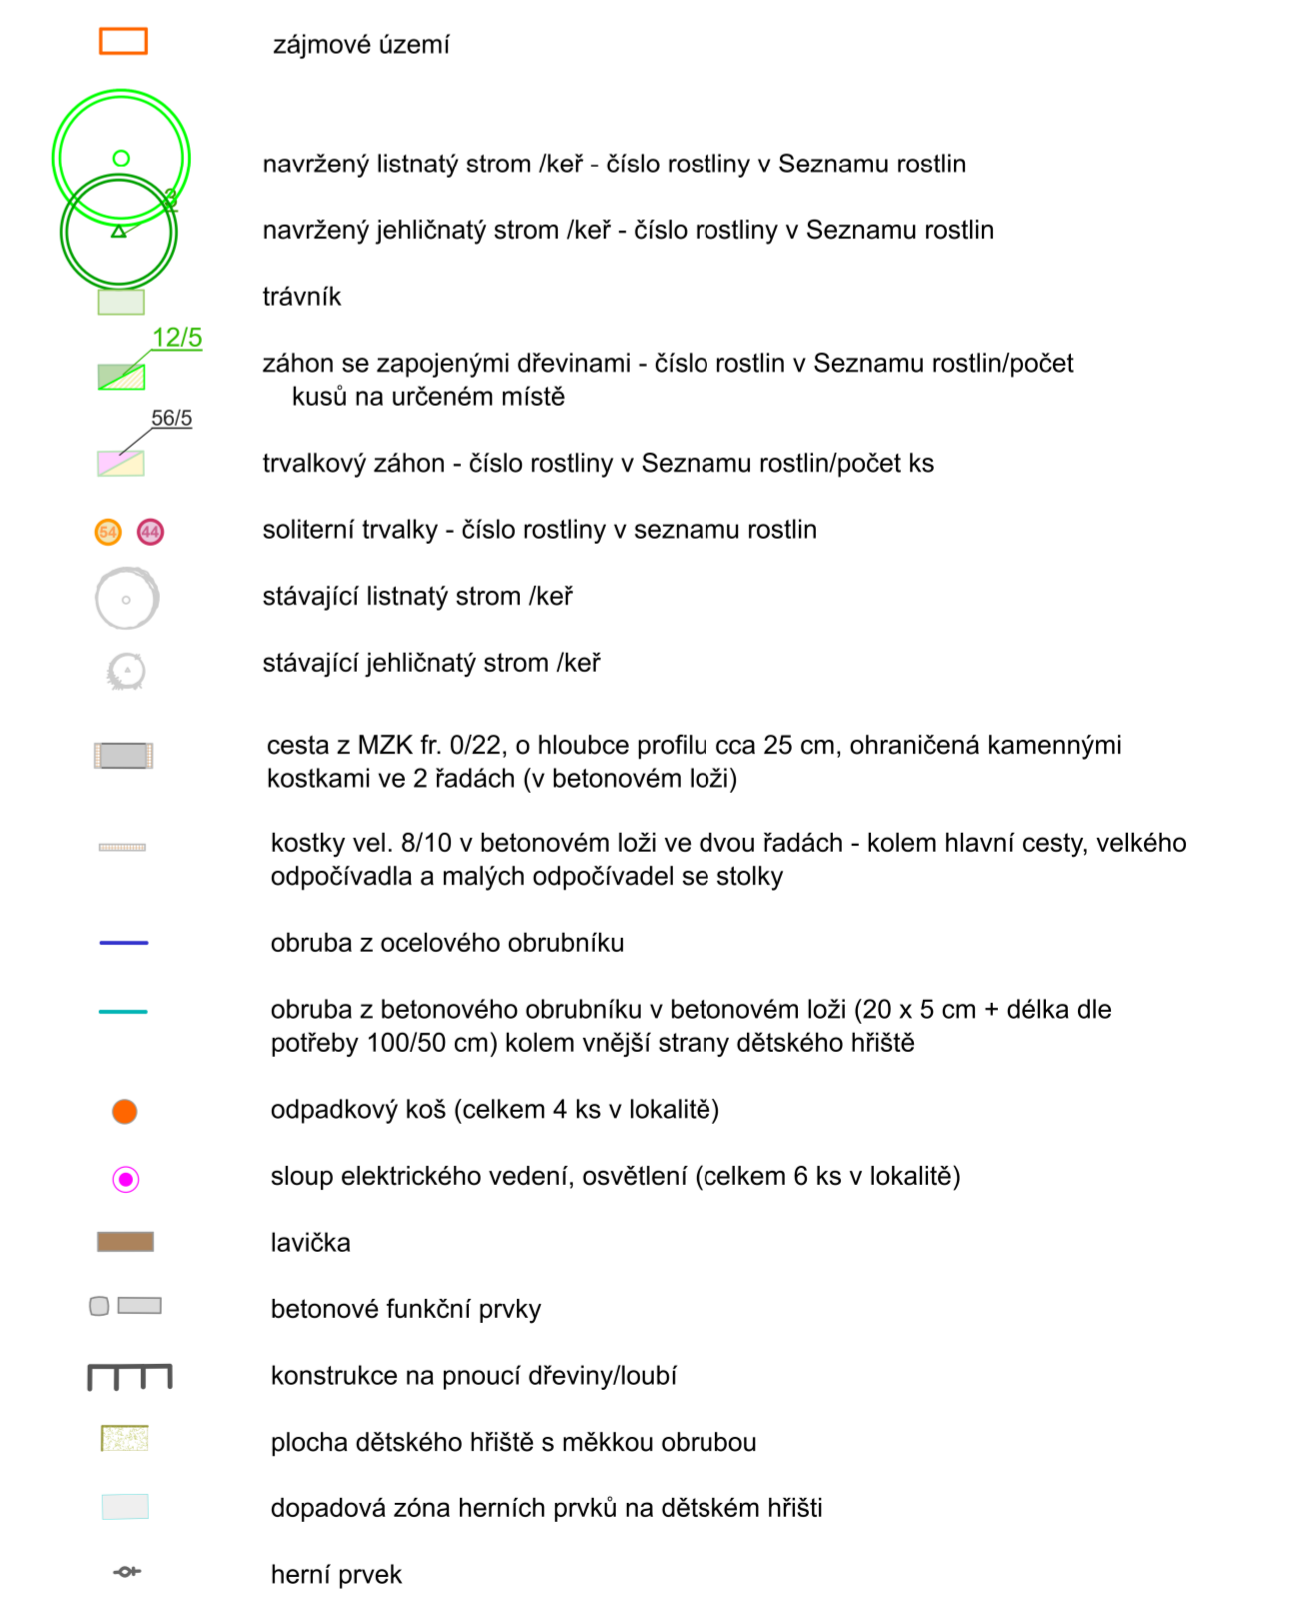 zájmové území
navržený listnatý strom /keř - číslo rostliny v Seznamu rostlin
navržený jehličnatý strom /keř - číslo rostliny v Seznamu rostlin
trávník
12/5
záhon se zapojenými dřevinami - číslo rostlin v Seznamu rostlin/počet
kusů na určeném místě
56/5
trvalkový záhon - číslo rostliny v Seznamu rostlin/počet ks
54 44 soliterní trvalky - číslo rostliny v seznamu rostlin
stávající listnatý strom /keř
stávající jehličnatý strom /keř
cesta z MZK fr. 0/22, o hloubce profilu cca 25 cm, ohraničená kamennými
kostkami ve 2 řadách (v betonovém loži)
kostky vel. 8/10 v betonovém loži ve dvou řadách - kolem hlavní cesty, velkého
odpočívadla a malých odpočívadel se stolky
obruba z ocelového obrubníku
obruba z betonového obrubníku v betonovém loži (20 x 5 cm + délka dle
potřeby 100/50 cm) kolem vnější strany dětského hřiště
odpadkový koš (celkem 4 ks v lokalitě)
sloup elektrického vedení, osvětlení (celkem 6 ks v lokalitě)
lavička
betonové funkční prvky
konstrukce na pnoucí dřeviny/loubí
plocha dětského hřiště s měkkou obrubou
dopadová zóna herních prvků na dětském hřišti
herní prvek